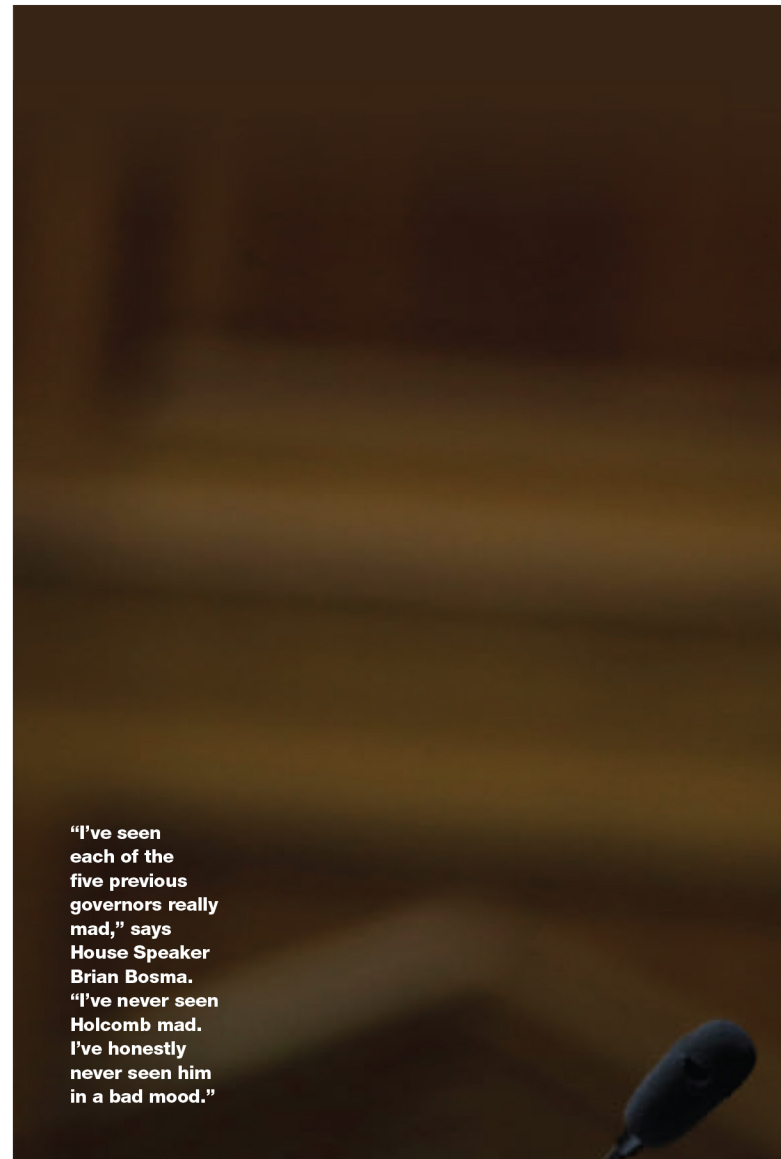 “I’ve seen
each of the
five previous
governors really
mad,” says
House Speaker
Brian Bosma.
“I’ve never seen
Holcomb mad.
I’ve honestly
never seen him
in a bad mood.”